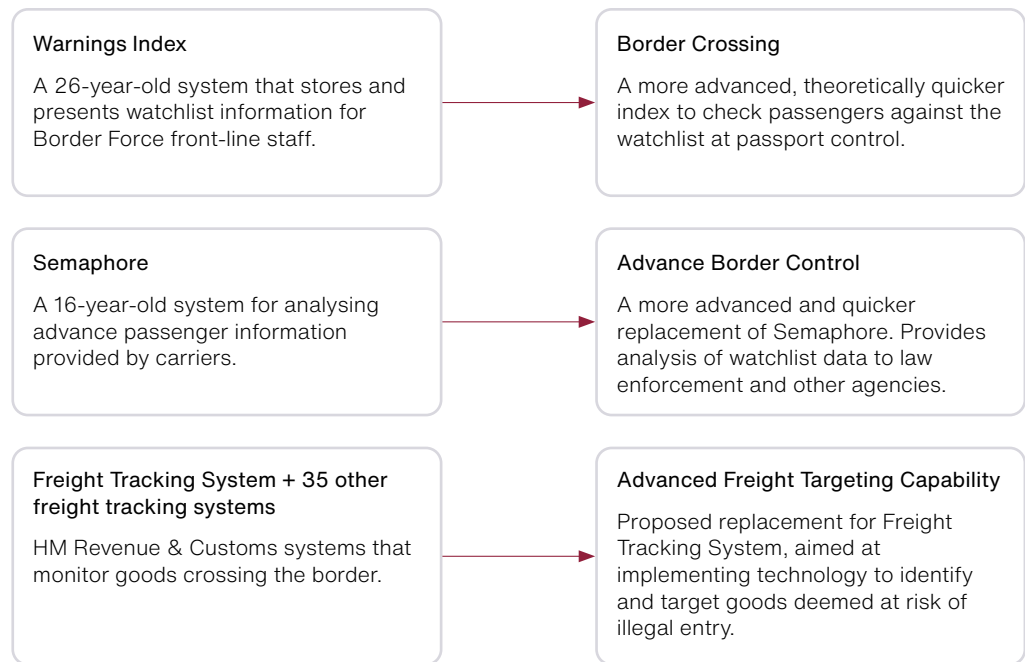 Warnings Index
A 26-year-old system that stores and
presents watchlist information for
Border Force front-line staff.
Border Crossing
A more advanced, theoretically quicker
index to check passengers against the
watchlist at passport control.
Semaphore
A 16-year-old system for analysing
advance passenger information
provided by carriers.
Advance Border Control
A more advanced and quicker
replacement of Semaphore. Provides
analysis of watchlist data to law
enforcement and other agencies.
Freight Tracking System + 35 other
freight tracking systems
HM Revenue & Customs systems that
monitor goods crossing the border.
Advanced Freight Targeting Capability
Proposed replacement for Freight
Tracking System, aimed at
implementing technology to identify
and target goods deemed at risk of
illegal entry.